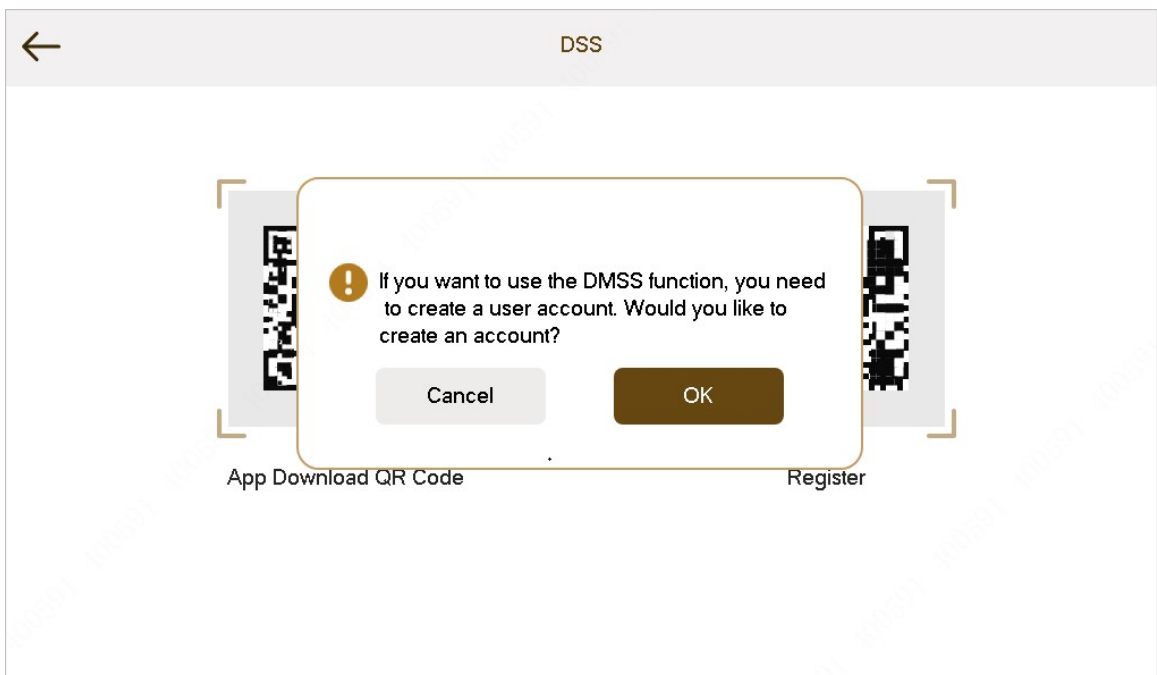 DSS
If you want to use the DMSS function, you need
to create a user account. Would you like to
create an account?
Cancel
OK
App Download QR Code
Register